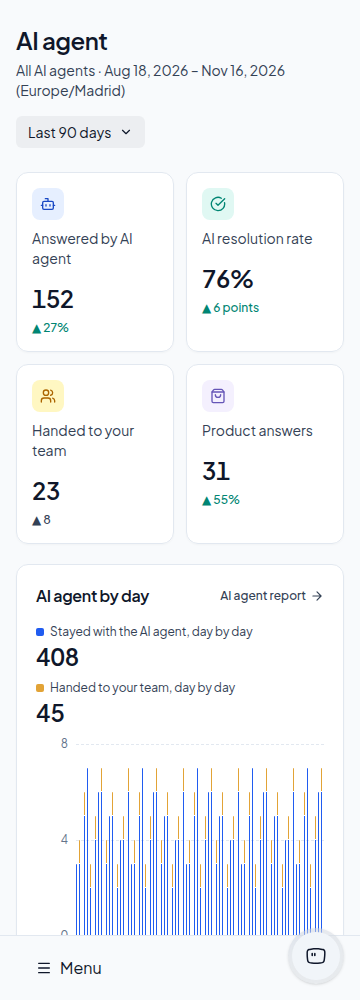 AI agent
All AI agents · Aug 18, 2026 – Nov 16, 2026
(Europe/Madrid)
Last 90 days
Answered by AI
agent
152
▲ 27%
AI resolution rate
76%
▲ 6 points
Handed to your
team
23
▲ 8
Product answers
31
▲ 55%
AI agent by day
AI agent report →
Stayed with the AI agent, day by day
408
Handed to your team, day by day
45
8
4
0
Menu